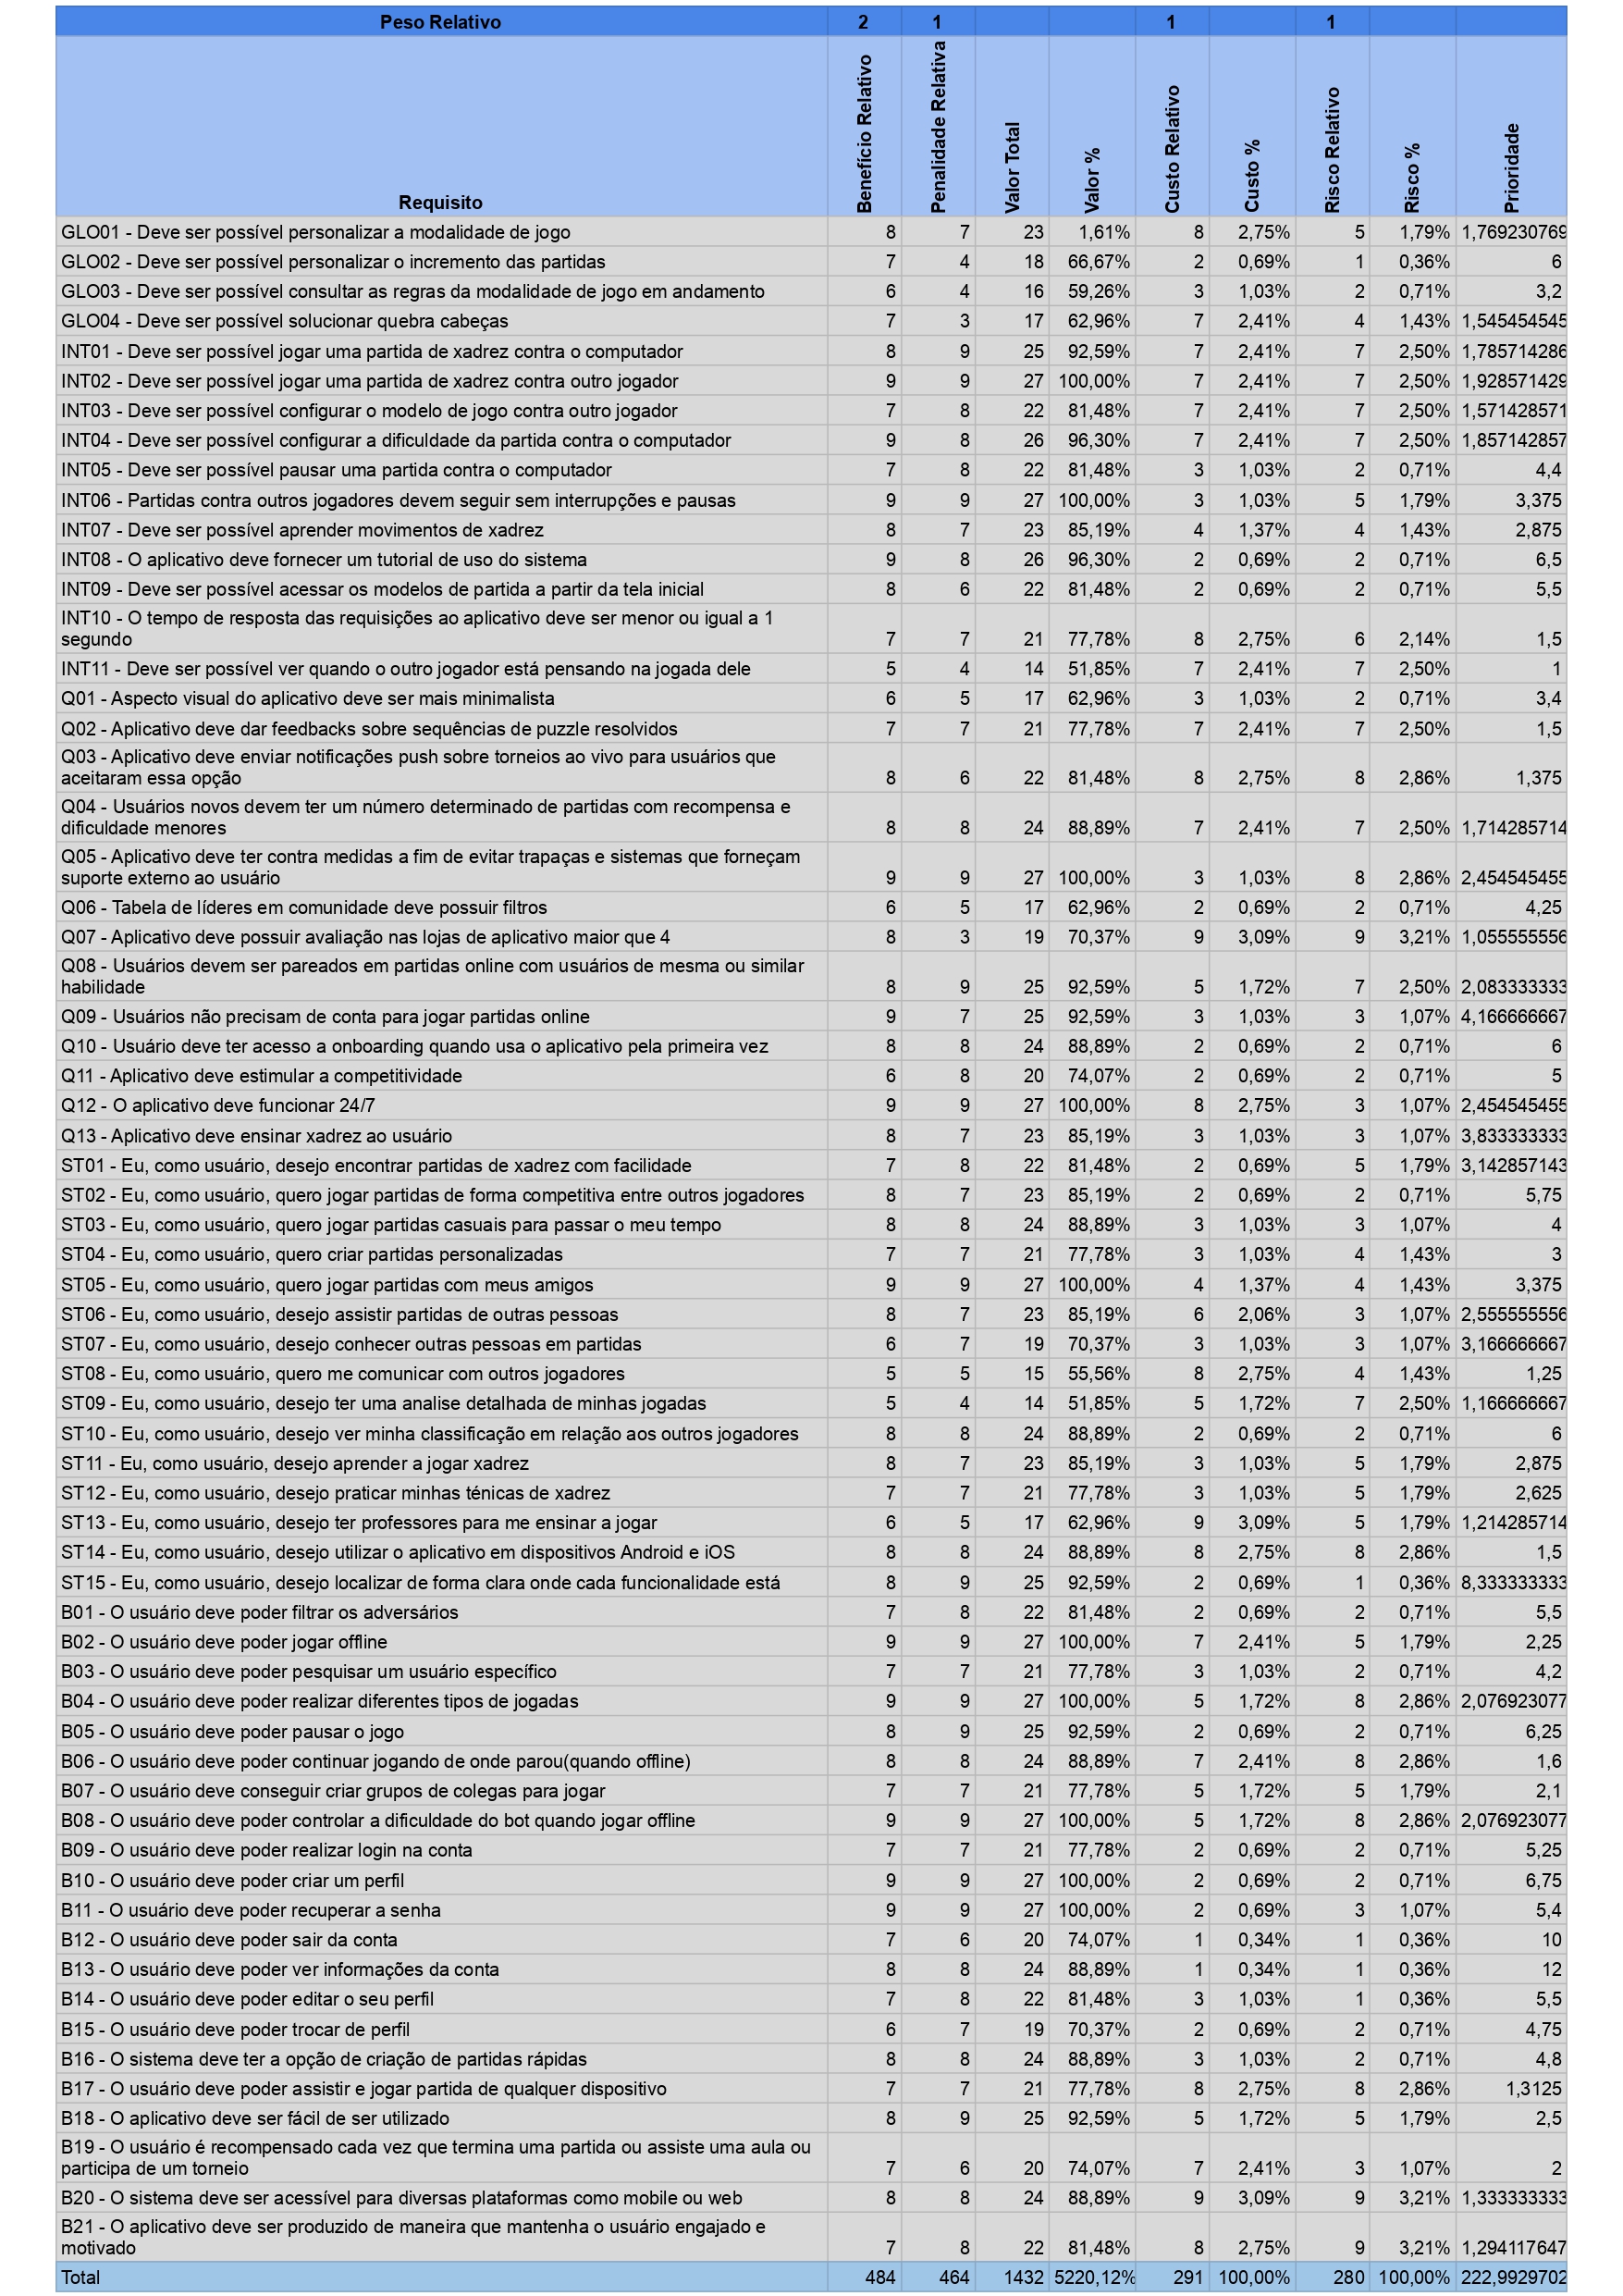 Peso Relativo 2 1 1 1
Requisito Benefício Relativo Penalidade Relativa Valor Total Valor % Custo Relativo Custo % Risco Relativo Risco % Prioridade
GLO01 - Deve ser possível personalizar a modalidade de jogo 8 7 23 1,61% 8 2,75% 5 1,79% 1,769230769
GLO02 - Deve ser possível personalizar o incremento das partidas 7 4 18 66,67% 2 0,69% 1 0,36% 6
GLO03 - Deve ser possível consultar as regras da modalidade de jogo em andamento 6 4 16 59,26% 3 1,03% 2 0,71% 3,2
GLO04 - Deve ser possível solucionar quebra cabeças 7 3 17 62,96% 7 2,41% 4 1,43% 1,545454545
INT01 - Deve ser possível jogar uma partida de xadrez contra o computador 8 9 25 92,59% 7 2,41% 7 2,50% 1,785714286
INT02 - Deve ser possível jogar uma partida de xadrez contra outro jogador 9 9 27 100,00% 7 2,41% 7 2,50% 1,928571429
INT03 - Deve ser possível configurar o modelo de jogo contra outro jogador 7 8 22 81,48% 7 2,41% 7 2,50% 1,571428571
INT04 - Deve ser possível configurar a dificuldade da partida contra o computador 9 8 26 96,30% 7 2,41% 7 2,50% 1,857142857
INT05 - Deve ser possível pausar uma partida contra o computador 7 8 22 81,48% 3 1,03% 2 0,71% 4,4
INT06 - Partidas contra outros jogadores devem seguir sem interrupções e pausas 9 9 27 100,00% 3 1,03% 5 1,79% 3,375
INT07 - Deve ser possível aprender movimentos de xadrez 8 7 23 85,19% 4 1,37% 4 1,43% 2,875
INT08 - O aplicativo deve fornecer um tutorial de uso do sistema 9 8 26 96,30% 2 0,69% 2 0,71% 6,5
INT09 - Deve ser possível acessar os modelos de partida a partir da tela inicial 8 6 22 81,48% 2 0,69% 2 0,71% 5,5
INT10 - O tempo de resposta das requisições ao aplicativo deve ser menor ou igual a 1
segundo 7 7 21 77,78% 8 2,75% 6 2,14% 1,5
INT11 - Deve ser possível ver quando o outro jogador está pensando na jogada dele 5 4 14 51,85% 7 2,41% 7 2,50% 1
Q01 - Aspecto visual do aplicativo deve ser mais minimalista 6 5 17 62,96% 3 1,03% 2 0,71% 3,4
Q02 - Aplicativo deve dar feedbacks sobre sequências de puzzle resolvidos 7 7 21 77,78% 7 2,41% 7 2,50% 1,5
Q03 - Aplicativo deve enviar notificações push sobre torneios ao vivo para usuários que
aceitaram essa opção 8 6 22 81,48% 8 2,75% 8 2,86% 1,375
Q04 - Usuários novos devem ter um número determinado de partidas com recompensa e
dificuldade menores 8 8 24 88,89% 7 2,41% 7 2,50% 1,714285714
Q05 - Aplicativo deve ter contra medidas a fim de evitar trapaças e sistemas que forneçam
suporte externo ao usuário 9 9 27 100,00% 3 1,03% 8 2,86% 2,454545455
Q06 - Tabela de líderes em comunidade deve possuir filtros 6 5 17 62,96% 2 0,69% 2 0,71% 4,25
Q07 - Aplicativo deve possuir avaliação nas lojas de aplicativo maior que 4 8 3 19 70,37% 9 3,09% 9 3,21% 1,055555556
Q08 - Usuários devem ser pareados em partidas online com usuários de mesma ou similar
habilidade 8 9 25 92,59% 5 1,72% 7 2,50% 2,083333333
Q09 - Usuários não precisam de conta para jogar partidas online 9 7 25 92,59% 3 1,03% 3 1,07% 4,166666667
Q10 - Usuário deve ter acesso a onboarding quando usa o aplicativo pela primeira vez 8 8 24 88,89% 2 0,69% 2 0,71% 6
Q11 - Aplicativo deve estimular a competitividade 6 8 20 74,07% 2 0,69% 2 0,71% 5
Q12 - O aplicativo deve funcionar 24/7 9 9 27 100,00% 8 2,75% 3 1,07% 2,454545455
Q13 - Aplicativo deve ensinar xadrez ao usuário 8 7 23 85,19% 3 1,03% 3 1,07% 3,833333333
ST01 - Eu, como usuário, desejo encontrar partidas de xadrez com facilidade 7 8 22 81,48% 2 0,69% 5 1,79% 3,142857143
ST02 - Eu, como usuário, quero jogar partidas de forma competitiva entre outros jogadores 8 7 23 85,19% 2 0,69% 2 0,71% 5,75
ST03 - Eu, como usuário, quero jogar partidas casuais para passar o meu tempo 8 8 24 88,89% 3 1,03% 3 1,07% 4
ST04 - Eu, como usuário, quero criar partidas personalizadas 7 7 21 77,78% 3 1,03% 4 1,43% 3
ST05 - Eu, como usuário, quero jogar partidas com meus amigos 9 9 27 100,00% 4 1,37% 4 1,43% 3,375
ST06 - Eu, como usuário, desejo assistir partidas de outras pessoas 8 7 23 85,19% 6 2,06% 3 1,07% 2,555555556
ST07 - Eu, como usuário, desejo conhecer outras pessoas em partidas 6 7 19 70,37% 3 1,03% 3 1,07% 3,166666667
ST08 - Eu, como usuário, quero me comunicar com outros jogadores 5 5 15 55,56% 8 2,75% 4 1,43% 1,25
ST09 - Eu, como usuário, desejo ter uma analise detalhada de minhas jogadas 5 4 14 51,85% 5 1,72% 7 2,50% 1,166666667
ST10 - Eu, como usuário, desejo ver minha classificação em relação aos outros jogadores 8 8 24 88,89% 2 0,69% 2 0,71% 6
ST11 - Eu, como usuário, desejo aprender a jogar xadrez 8 7 23 85,19% 3 1,03% 5 1,79% 2,875
ST12 - Eu, como usuário, desejo praticar minhas ténicas de xadrez 7 7 21 77,78% 3 1,03% 5 1,79% 2,625
ST13 - Eu, como usuário, desejo ter professores para me ensinar a jogar 6 5 17 62,96% 9 3,09% 5 1,79% 1,214285714
ST14 - Eu, como usuário, desejo utilizar o aplicativo em dispositivos Android e iOS 8 8 24 88,89% 8 2,75% 8 2,86% 1,5
ST15 - Eu, como usuário, desejo localizar de forma clara onde cada funcionalidade está 8 9 25 92,59% 2 0,69% 1 0,36% 8,333333333
B01 - O usuário deve poder filtrar os adversários 7 8 22 81,48% 2 0,69% 2 0,71% 5,5
B02 - O usuário deve poder jogar offline 9 9 27 100,00% 7 2,41% 5 1,79% 2,25
B03 - O usuário deve poder pesquisar um usuário específico 7 7 21 77,78% 3 1,03% 2 0,71% 4,2
B04 - O usuário deve poder realizar diferentes tipos de jogadas 9 9 27 100,00% 5 1,72% 8 2,86% 2,076923077
B05 - O usuário deve poder pausar o jogo 8 9 25 92,59% 2 0,69% 2 0,71% 6,25
B06 - O usuário deve poder continuar jogando de onde parou(quando offline) 8 8 24 88,89% 7 2,41% 8 2,86% 1,6
B07 - O usuário deve conseguir criar grupos de colegas para jogar 7 7 21 77,78% 5 1,72% 5 1,79% 2,1
B08 - O usuário deve poder controlar a dificuldade do bot quando jogar offline 9 9 27 100,00% 5 1,72% 8 2,86% 2,076923077
B09 - O usuário deve poder realizar login na conta 7 7 21 77,78% 2 0,69% 2 0,71% 5,25
B10 - O usuário deve poder criar um perfil 9 9 27 100,00% 2 0,69% 2 0,71% 6,75
B11 - O usuário deve poder recuperar a senha 9 9 27 100,00% 2 0,69% 3 1,07% 5,4
B12 - O usuário deve poder sair da conta 7 6 20 74,07% 1 0,34% 1 0,36% 10
B13 - O usuário deve poder ver informações da conta 8 8 24 88,89% 1 0,34% 1 0,36% 12
B14 - O usuário deve poder editar o seu perfil 7 8 22 81,48% 3 1,03% 1 0,36% 5,5
B15 - O usuário deve poder trocar de perfil 6 7 19 70,37% 2 0,69% 2 0,71% 4,75
B16 - O sistema deve ter a opção de criação de partidas rápidas 8 8 24 88,89% 3 1,03% 2 0,71% 4,8
B17 - O usuário deve poder assistir e jogar partida de qualquer dispositivo 7 7 21 77,78% 8 2,75% 8 2,86% 1,3125
B18 - O aplicativo deve ser fácil de ser utilizado 8 9 25 92,59% 5 1,72% 5 1,79% 2,5
B19 - O usuário é recompensado cada vez que termina uma partida ou assiste uma aula ou
participa de um torneio 7 6 20 74,07% 7 2,41% 3 1,07% 2
B20 - O sistema deve ser acessível para diversas plataformas como mobile ou web 8 8 24 88,89% 9 3,09% 9 3,21% 1,333333333
B21 - O aplicativo deve ser produzido de maneira que mantenha o usuário engajado e
motivado 7 8 22 81,48% 8 2,75% 9 3,21% 1,294117647
Total 484 464 1432 5220,12% 291 100,00% 280 100,00% 222,9929702